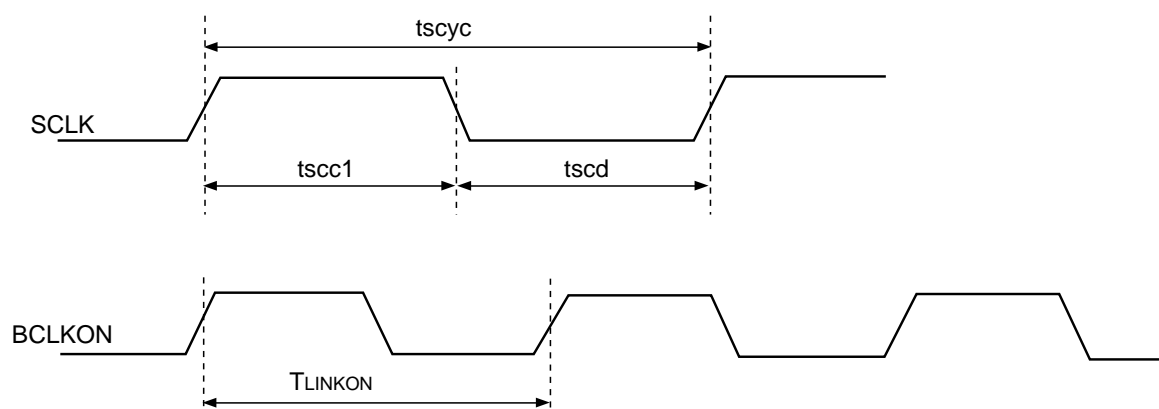 tscyc
SCLK
tscc1
tscd
BCLKON
TLINKON